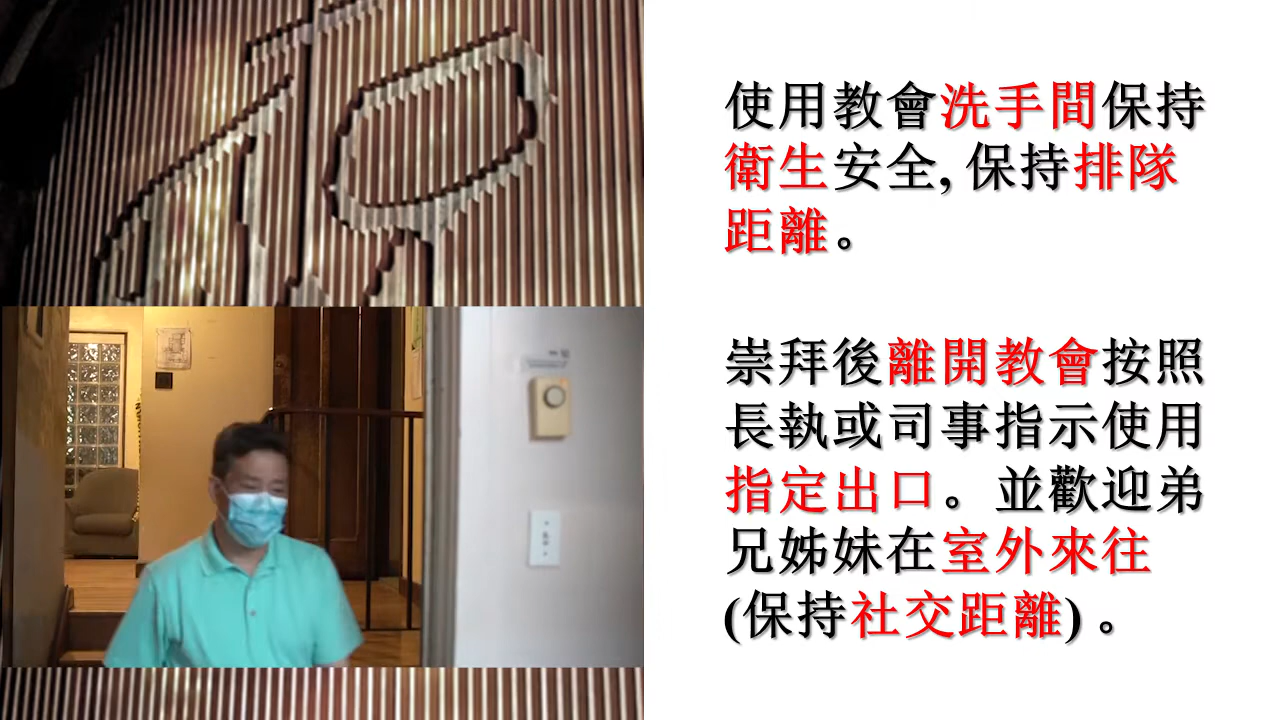 使用教會洗手間保持
衛生安全, 保持排隊
距離。
崇拜後離開教會按照
長執或司事指示使用
指定出口。並歡迎弟
兄姊妹在室外來往
(保持社交距離) 。